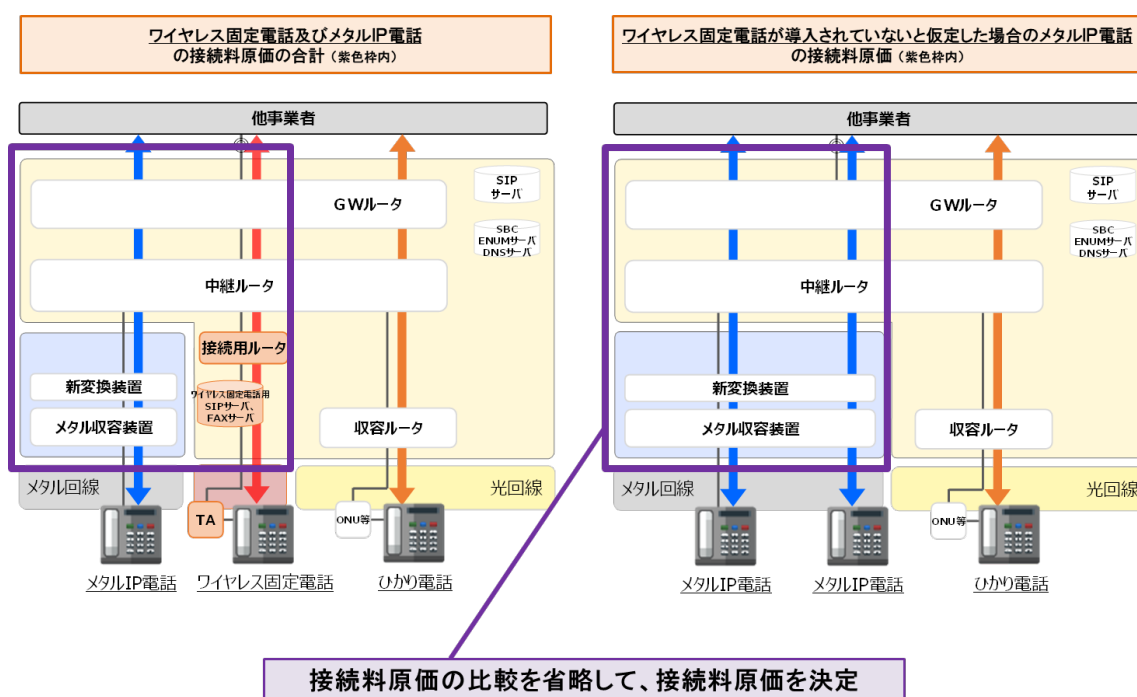 ワイヤレス固定電話及びメタルIP電話
の接続料原価の合計（紫色枠内）
他事業者
SIP
サーバ
GWルータ
SBC
ENUMサーバ
DNSサーバ
中継ルータ
接続用ルータ
新変換装置
ワイヤレス固定電話用
SIPサーバ、
FAXサーバ
メタル収容装置
収容ルータ
メタル回線
光回線
TA
ONU等
メタルIP電話
ワイヤレス固定電話
ひかり電話
ワイヤレス固定電話が導入されていないと仮定した場合のメタルIP電話
の接続料原価（紫色枠内）
他事業者
SIP
サーバ
GWルータ
SBC
ENUMサーバ
DNSサーバ
中継ルータ
新変換装置
メタル収容装置
収容ルータ
メタル回線
光回線
ONU等
メタルIP電話
メタルIP電話
ひかり電話
接続料原価の比較を省略して、接続料原価を決定